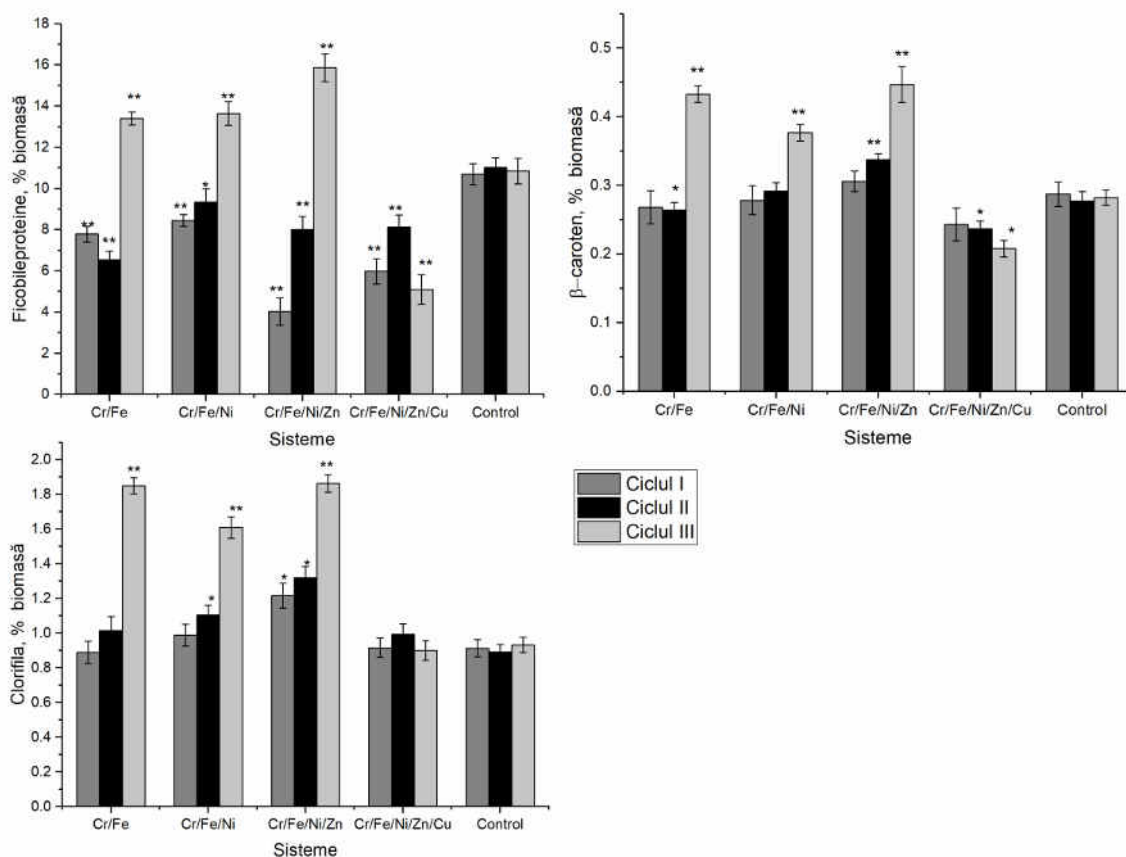 Ficobileproteine, % biomasă
18
16
14
12
10
8
6
4
2
0
** ** **
** * **
** ** **
** ** **
Cr/Fe Cr/Fe/Ni Cr/Fe/Ni/Zn Cr/Fe/Ni/Zn/Cu Control
Sisteme
β−caroten, % biomasă
0.5
0.4
0.3
0.2
0.1
0.0
* **
**
** **
* *
Cr/Fe Cr/Fe/Ni Cr/Fe/Ni/Zn Cr/Fe/Ni/Zn/Cu Control
Sisteme
Clorifila, % biomasă
2.0
1.8
1.6
1.4
1.2
1.0
0.8
0.6
0.4
0.2
0.0
**
* **
* * **
Cr/Fe Cr/Fe/Ni Cr/Fe/Ni/Zn Cr/Fe/Ni/Zn/Cu Control
Sisteme
Ciclul I
Ciclul II
Ciclul III